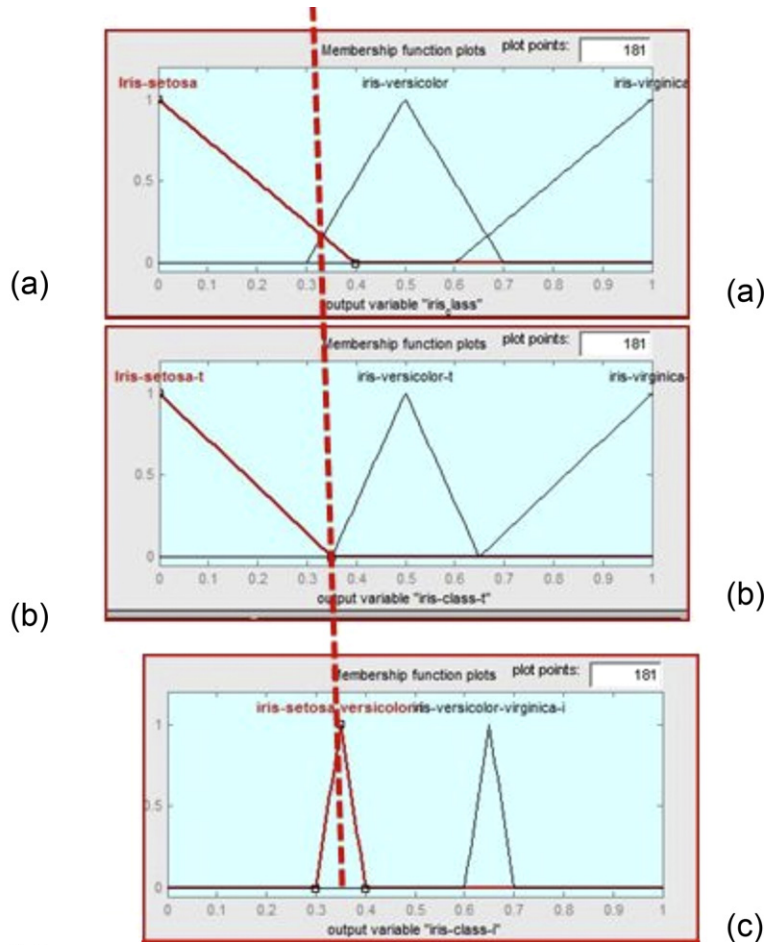 Membership function plots plot points: 181
Iris-setosa iris-versicolor iris-virginica
1
0.5
0
0 0.1 0.2 0.3 0.4 0.5 0.6 0.7 0.8 0.9 1
output variable "iris_class"
(a) (a)
Membership function plots plot points: 181
Iris-setosa-t iris-versicolor-t iris-virginica-
1
0.5
0
0 0.1 0.2 0.3 0.4 0.5 0.6 0.7 0.8 0.9 1
output variable "iris-class-t"
(b) (b)
Membership function plots plot points: 181
iris-setosa-versicolor-i iris-versicolor-virginica-i
1
0.5
0
0 0.1 0.2 0.3 0.4 0.5 0.6 0.7 0.8 0.9 1
output variable "iris-class-i"
(c)